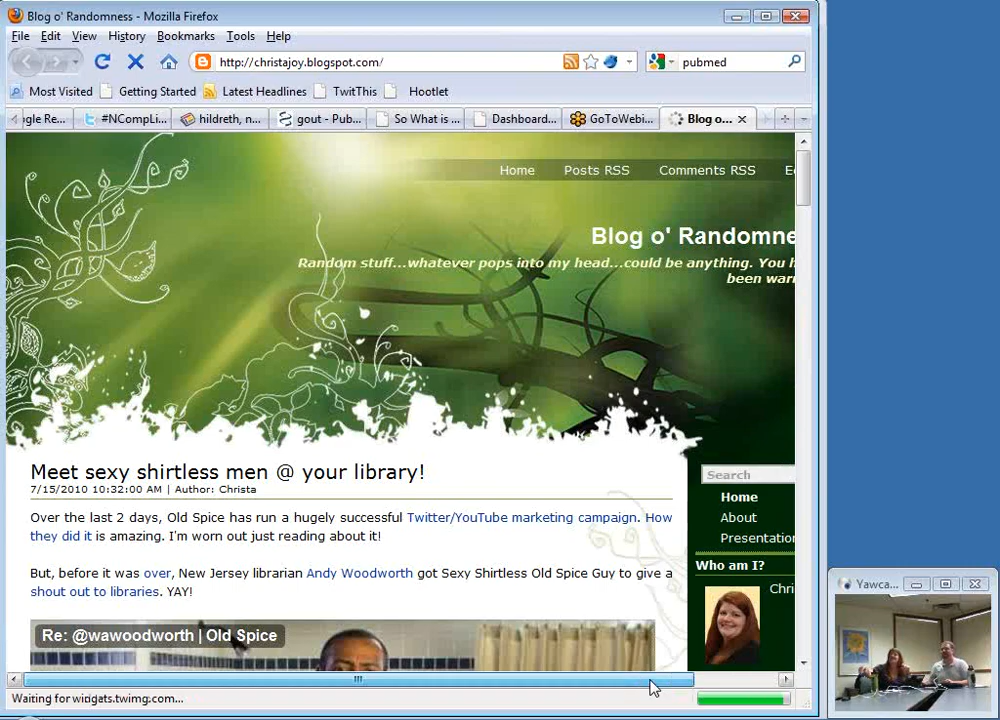 Blog o' Randomness - Mozilla Firefox
File Edit View History Bookmarks Tools Help
http://christajoy.blogspot.com/
pubmed
Most Visited Getting Started Latest Headlines TwitThis Hootlet
gle Re... #NCompLi... hildreth, n... gout - Pub... So What is ... Dashboard... GoToWebi... Blog o...
Home Posts RSS Comments RSS E
Blog o' Randomne
Random stuff...whatever pops into my head...could be anything. You h
been warn
Meet sexy shirtless men @ your library!
7/15/2010 10:32:00 AM | Author: Christa
Over the last 2 days, Old Spice has run a hugely successful Twitter/YouTube marketing campaign. How
they did it is amazing. I'm worn out just reading about it!
But, before it was over, New Jersey librarian Andy Woodworth got Sexy Shirtless Old Spice Guy to give a
shout out to libraries. YAY!
Re: @wawoodworth | Old Spice
Search
Home
About
Presentation
Who am I?
Chri
Yawca...
Waiting for widgets.twimg.com...